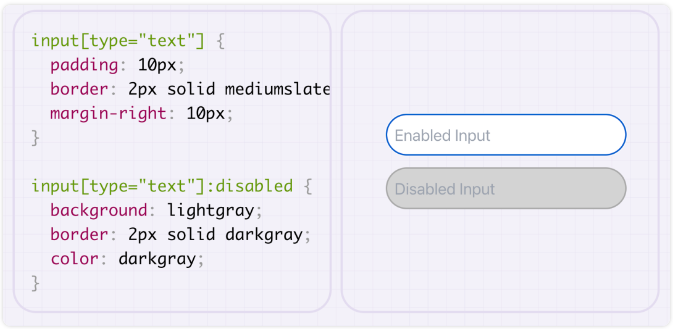 input[type="text"] {
padding: 10px;
border: 2px solid mediumslate
margin-right: 10px;
}
input[type="text"]:disabled {
background: lightgray;
border: 2px solid darkgray;
color: darkgray;
}
Enabled Input
Disabled Input